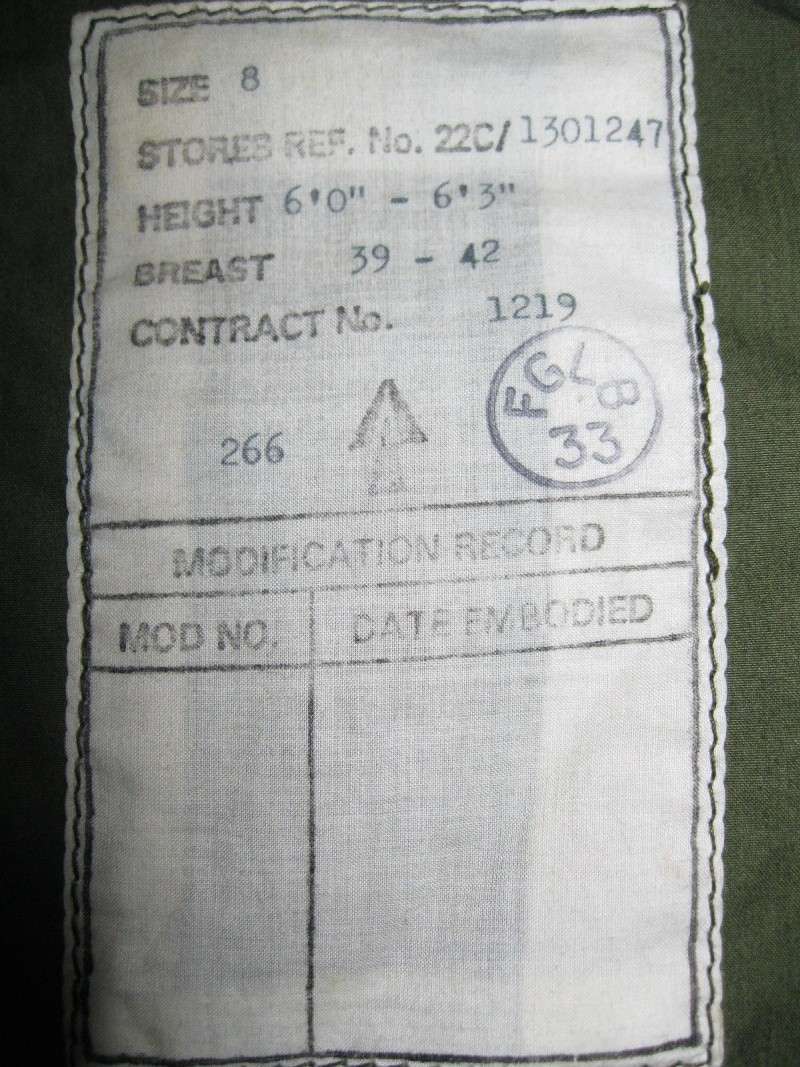 SIZE 8
STORES REF. No. 22C/1301247
HEIGHT 6'0" - 6'3"
BREAST 39 - 42
CONTRACT No. 1219
266
FGL.8
33
MODIFICATION RECORD
MOD NO. DATE EMBODIED